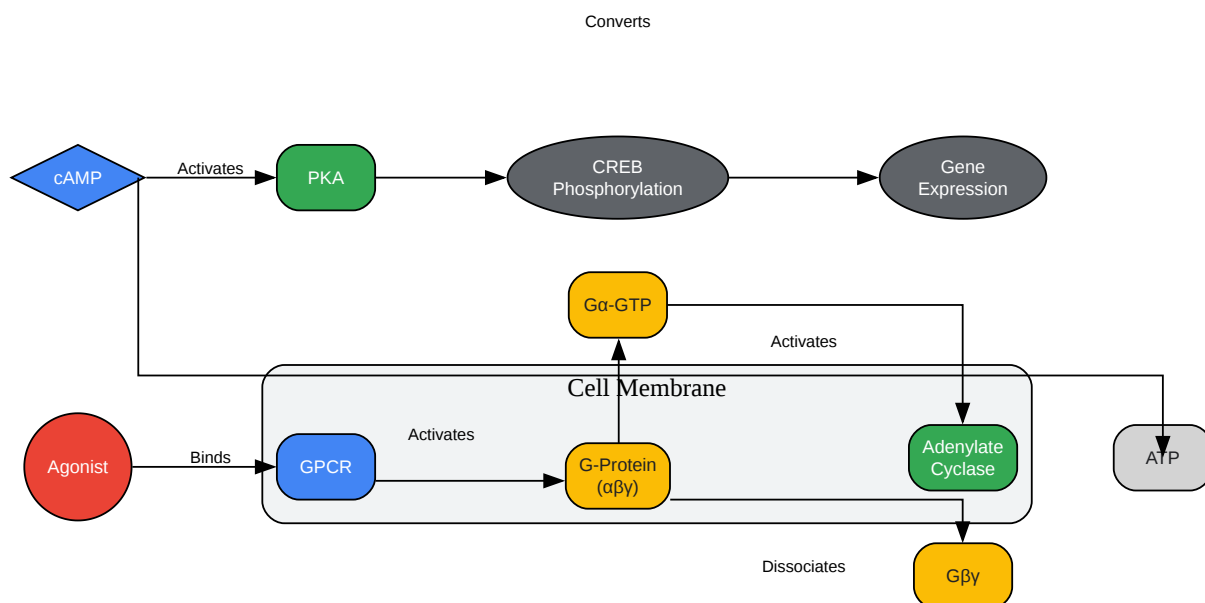 Converts
cAMP
Activates
PKA
CREB
Phosphorylation
Gene
Expression
Gα-GTP
Activates
Cell Membrane
Agonist
Binds
GPCR
Activates
G-Protein
(αβγ)
Adenylate
Cyclase
ATP
Dissociates
Gβγ